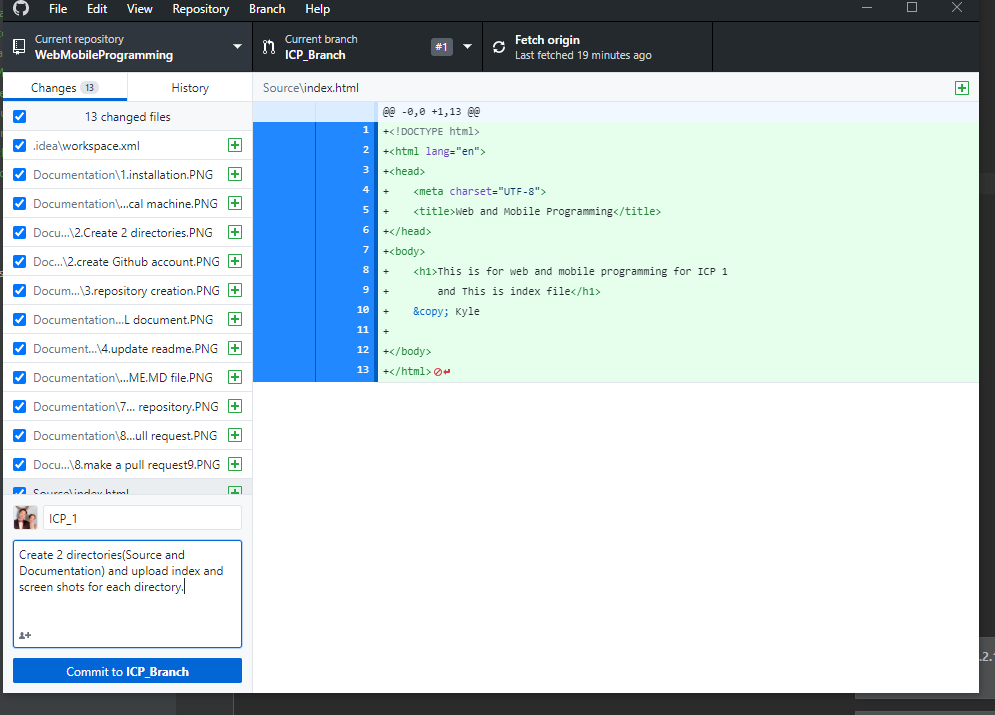 File Edit View Repository Branch Help
Current repository
WebMobileProgramming
Current branch
ICP_Branch
#1
Fetch origin
Last fetched 19 minutes ago
Changes 13
History
13 changed files
.idea\workspace.xml
Documentation\1.installation.PNG
Documentation\...cal machine.PNG
Docu...\2.Create 2 directories.PNG
Doc...\2.create Github account.PNG
Docum...\3.repository creation.PNG
Documentation...L document.PNG
Document...\4.update readme.PNG
Documentation\...ME.MD file.PNG
Documentation\7... repository.PNG
Documentation\8...ull request.PNG
Docu...\8.make a pull request9.PNG
Source\index.html
ICP_1
Create 2 directories(Source and
Documentation) and upload index and
screen shots for each directory.
Commit to ICP_Branch
Source\index.html
@@ -0,0 +1,13 @@
1 +<!DOCTYPE html>
2 +<html lang="en">
3 +<head>
4 +    <meta charset="UTF-8">
5 +    <title>Web and Mobile Programming</title>
6 +</head>
7 +<body>
8 +    <h1>This is for web and mobile programming for ICP 1
9 +        and This is index file</h1>
10 +    &copy; Kyle
11 +
12 +</body>
13 +</html>